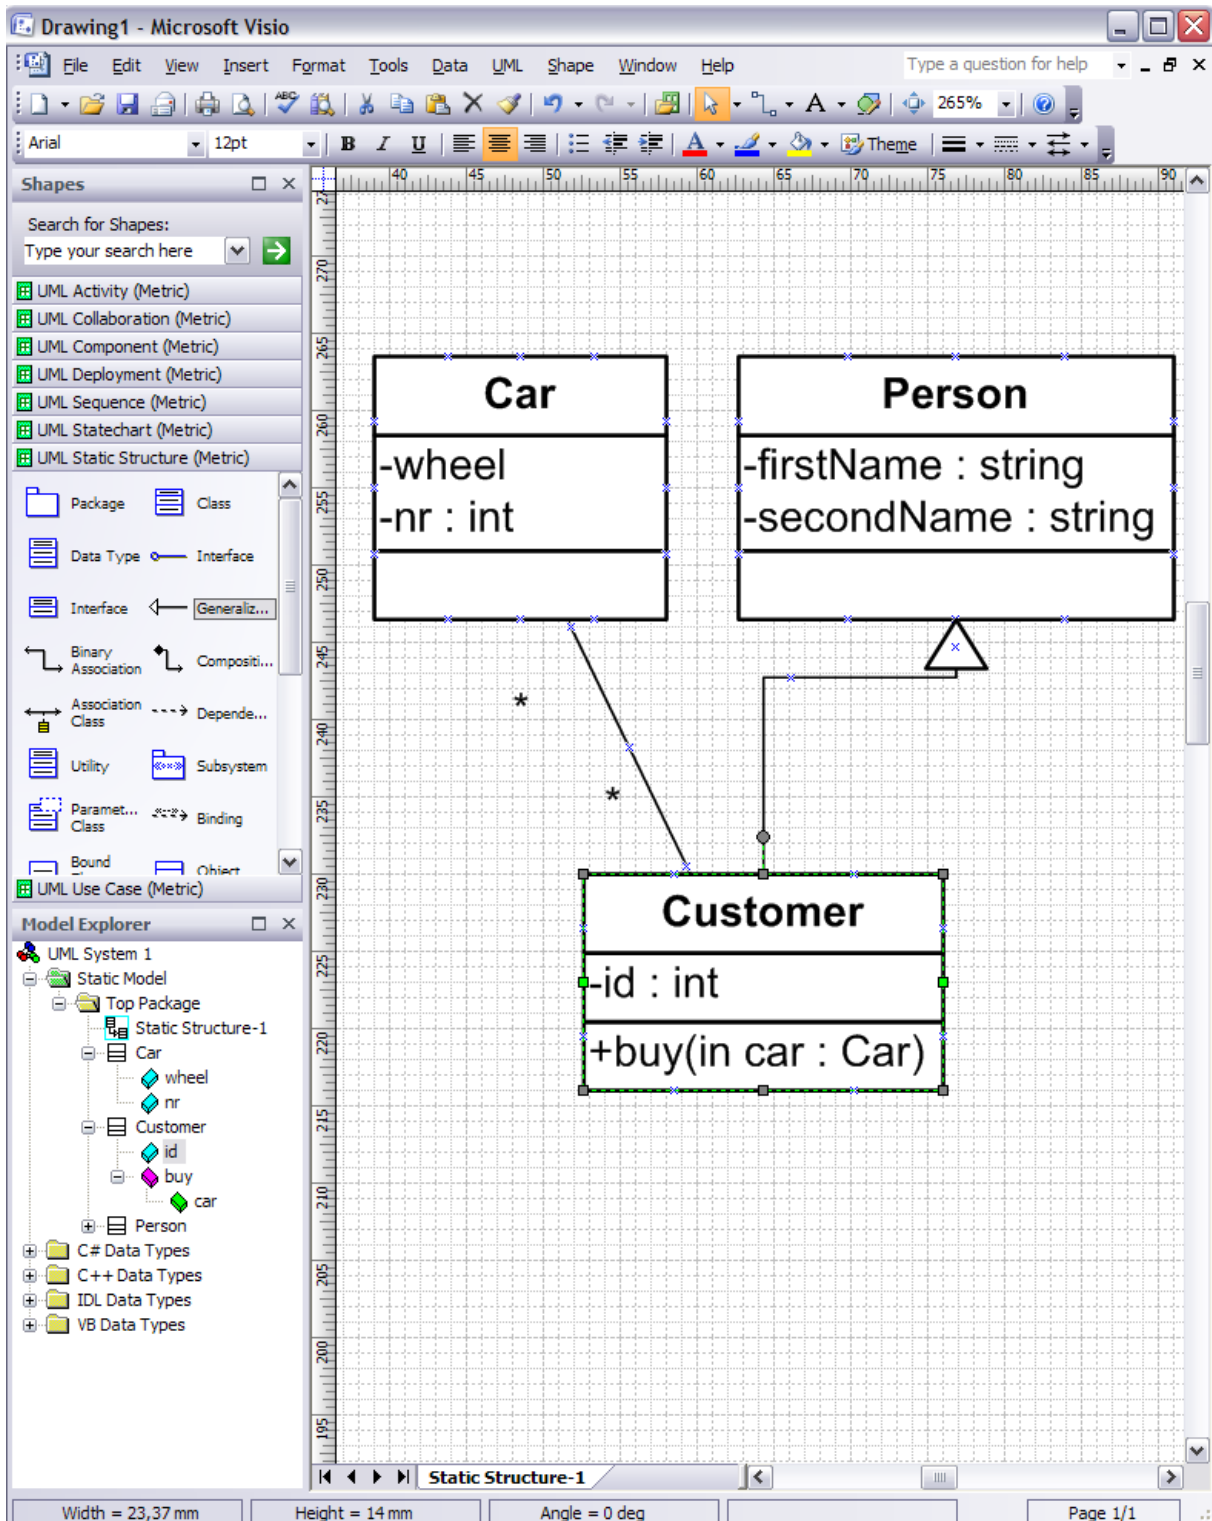 Drawing1 - Microsoft Visio
File Edit View Insert Format Tools Data UML Shape Window Help Type a question for help
265%
Arial 12pt B I U A Theme
Shapes
Search for Shapes:
Type your search here
UML Activity (Metric)
UML Collaboration (Metric)
UML Component (Metric)
UML Deployment (Metric)
UML Sequence (Metric)
UML Statechart (Metric)
UML Static Structure (Metric)
Package Class
Data Type Interface
Interface Generaliz...
Binary Association Compositi...
Association Class Depende...
Utility Subsystem
Paramet... Class Binding
Bound Object
UML Use Case (Metric)
Model Explorer
UML System 1
Static Model
Top Package
Static Structure-1
Car
wheel
nr
Customer
id
buy
car
Person
C# Data Types
C++ Data Types
IDL Data Types
VB Data Types
40 45 50 55 60 65 70 75 80 85 90
270
265
260
255
250
245
240
235
230
225
220
215
210
205
200
195
Car
-wheel
-nr : int
Person
-firstName : string
-secondName : string
*
*
Customer
-id : int
+buy(in car : Car)
Static Structure-1
Width = 23,37 mm Height = 14 mm Angle = 0 deg Page 1/1